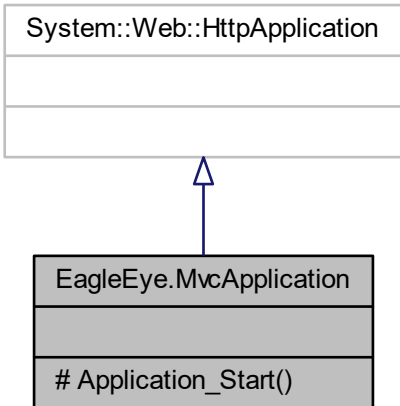 System::Web::HttpApplication
EagleEye.MvcApplication
# Application_Start()